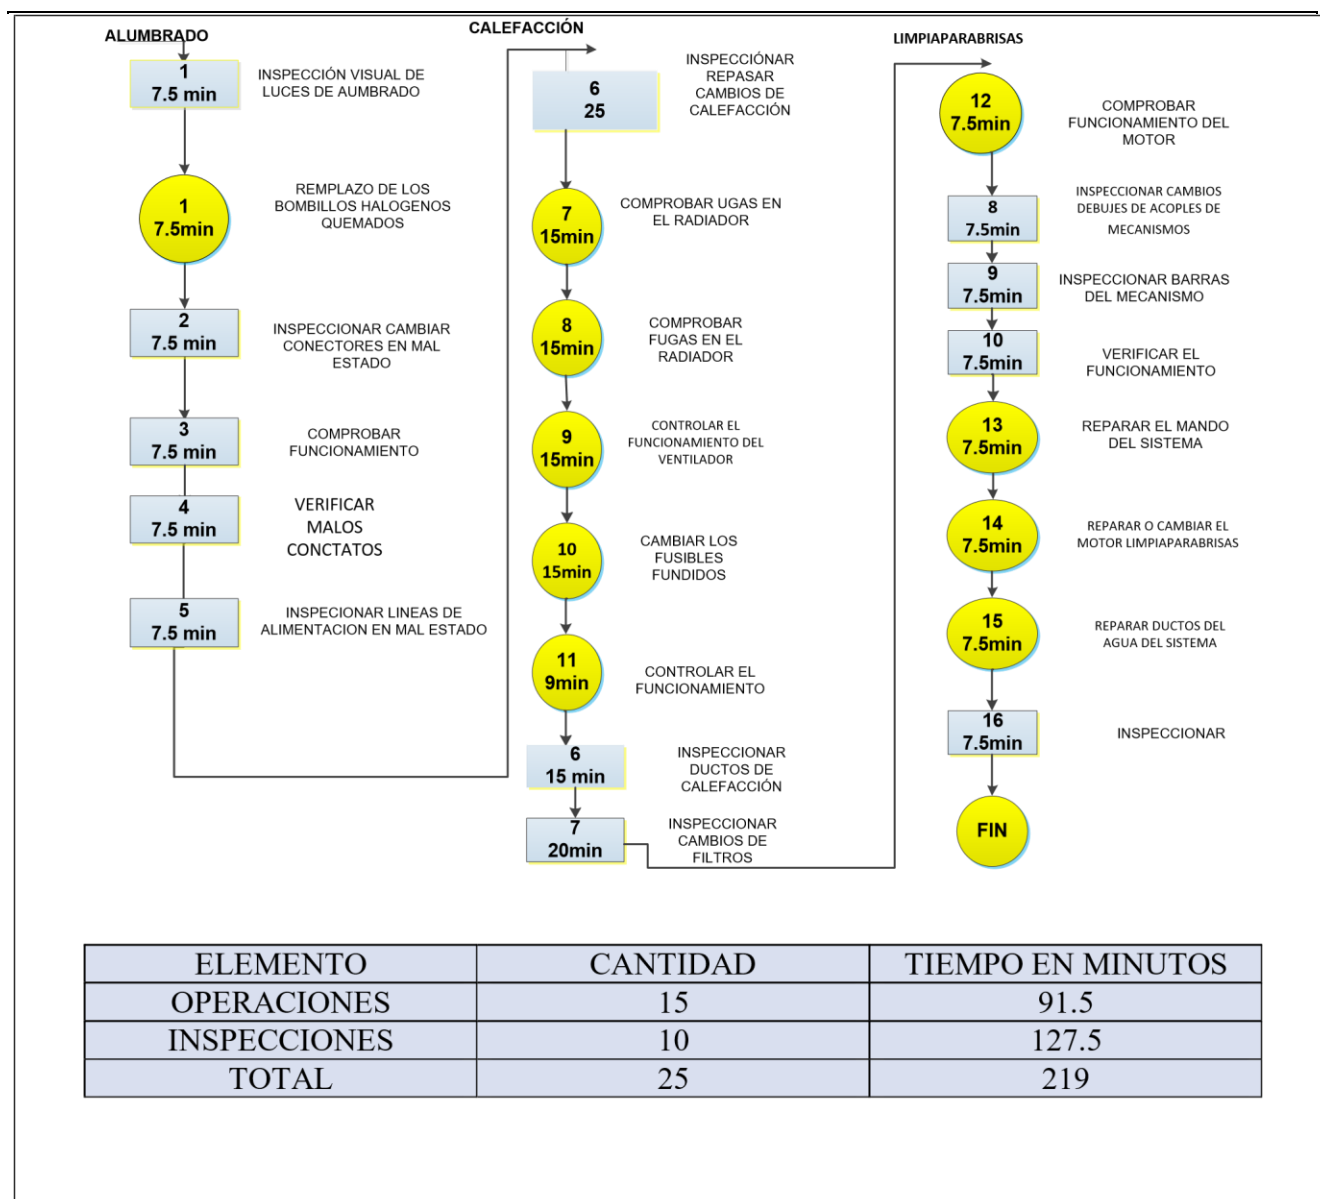 ALUMBRADO
1
7.5 min
INSPECCIÓN VISUAL DE
LUCES DE AUMBRADO
1
7.5min
REMPLAZO DE LOS
BOMBILLOS HALOGENOS
QUEMADOS
2
7.5 min
INSPECCIONAR CAMBIAR
CONECTORES EN MAL
ESTADO
3
7.5 min
COMPROBAR
FUNCIONAMIENTO
4
7.5 min
VERIFICAR
MALOS
CONCTATOS
5
7.5 min
INSPECIONAR LINEAS DE
ALIMENTACION EN MAL ESTADO
CALEFACCIÓN
6
25
INSPECCIÓNAR
REPASAR
CAMBIOS DE
CALEFACCIÓN
7
15min
COMPROBAR UGAS EN
EL RADIADOR
8
15min
COMPROBAR
FUGAS EN EL
RADIADOR
9
15min
CONTROLAR EL
FUNCIONAMIENTO DEL
VENTILADOR
10
15min
CAMBIAR LOS
FUSIBLES
FUNDIDOS
11
9min
CONTROLAR EL
FUNCIONAMIENTO
6
15 min
INSPECCIONAR
DUCTOS DE
CALEFACCIÓN
7
20min
INSPECCIONAR
CAMBIOS DE
FILTROS
LIMPIAPARABRISAS
12
7.5min
COMPROBAR
FUNCIONAMIENTO DEL
MOTOR
8
7.5min
INSPECCIONAR CAMBIOS
DEBUJES DE ACOPLES DE
MECANISMOS
9
7.5min
INSPECCIONAR BARRAS
DEL MECANISMO
10
7.5min
VERIFICAR EL
FUNCIONAMIENTO
13
7.5min
REPARAR EL MANDO
DEL SISTEMA
14
7.5min
REPARAR O CAMBIAR EL
MOTOR LIMPIAPARABRISAS
15
7.5min
REPARAR DUCTOS DEL
AGUA DEL SISTEMA
16
7.5min
INSPECCIONAR
FIN
ELEMENTO CANTIDAD TIEMPO EN MINUTOS
OPERACIONES 15 91.5
INSPECCIONES 10 127.5
TOTAL 25 219